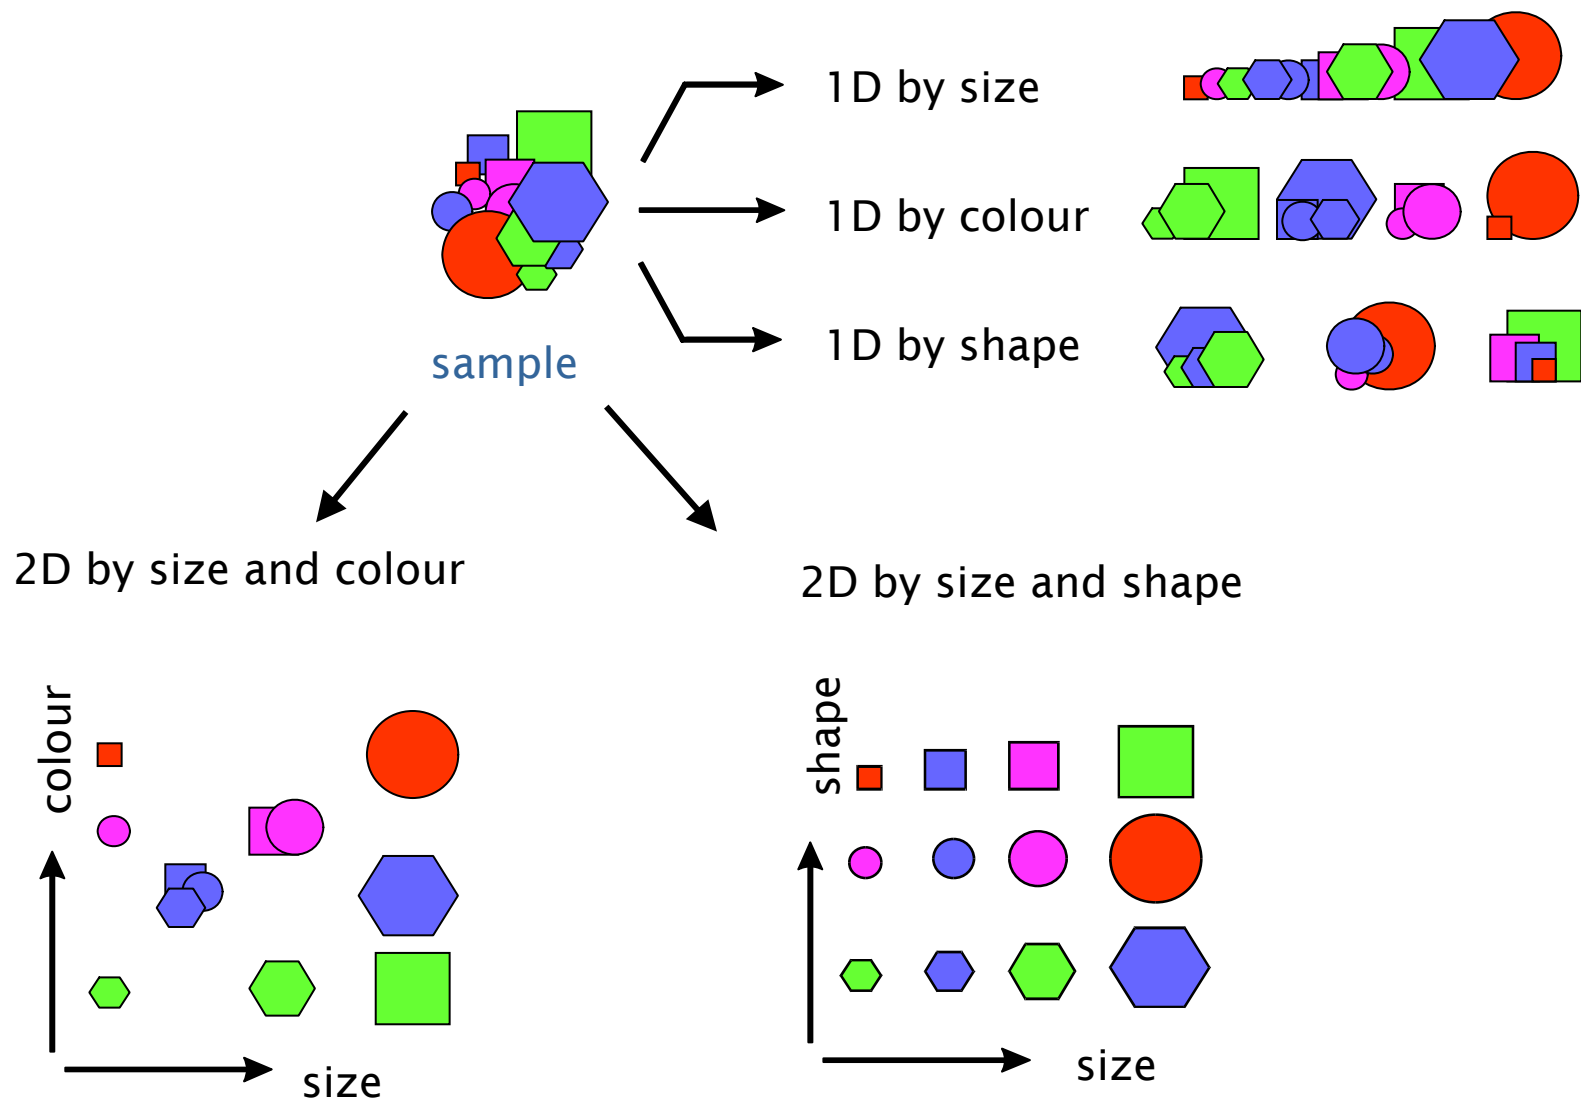 1D by size
1D by colour
1D by shape
sample
2D by size and colour
2D by size and shape
colour
size
shape
size